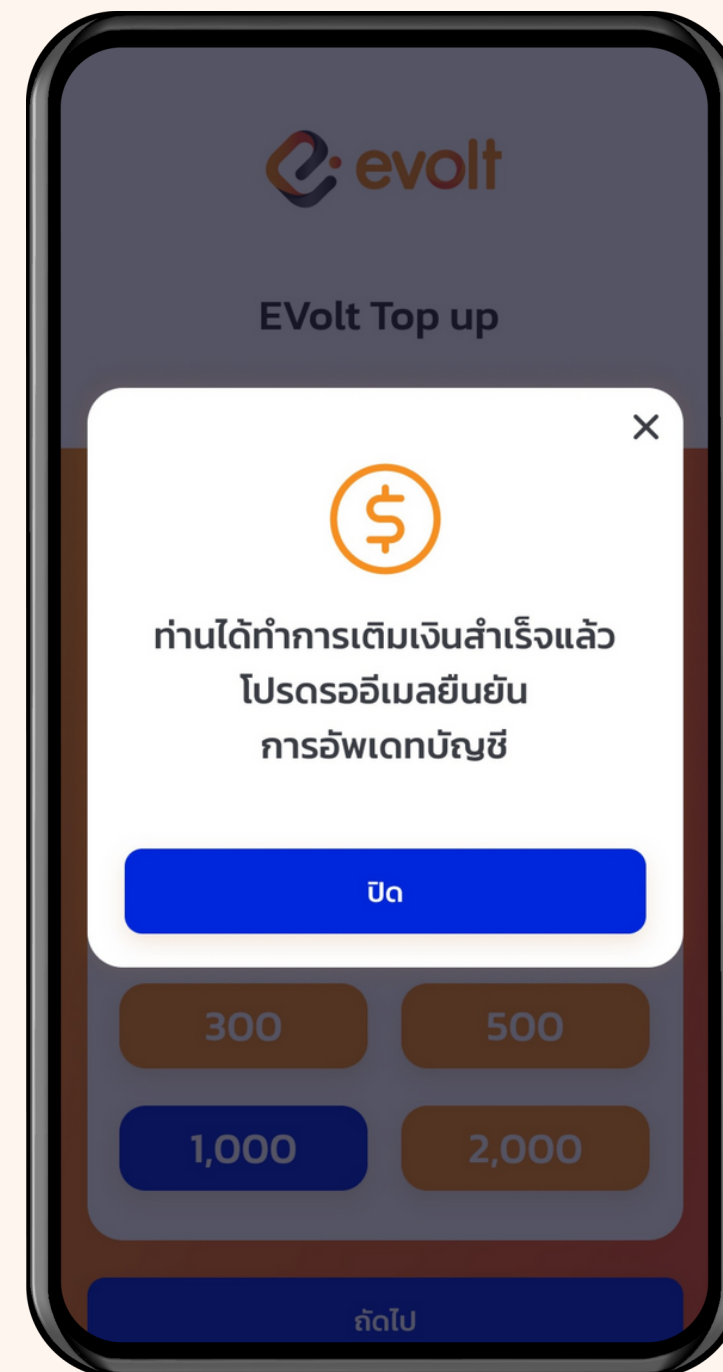 evolt
EVolt Top up
ท่านได้ทำการเติมเงินสำเร็จแล้ว
โปรดรออีเมลยืนยัน
การอัพเดทบัญชี
ปิด
300 500
1,000 2,000
ถัดไป